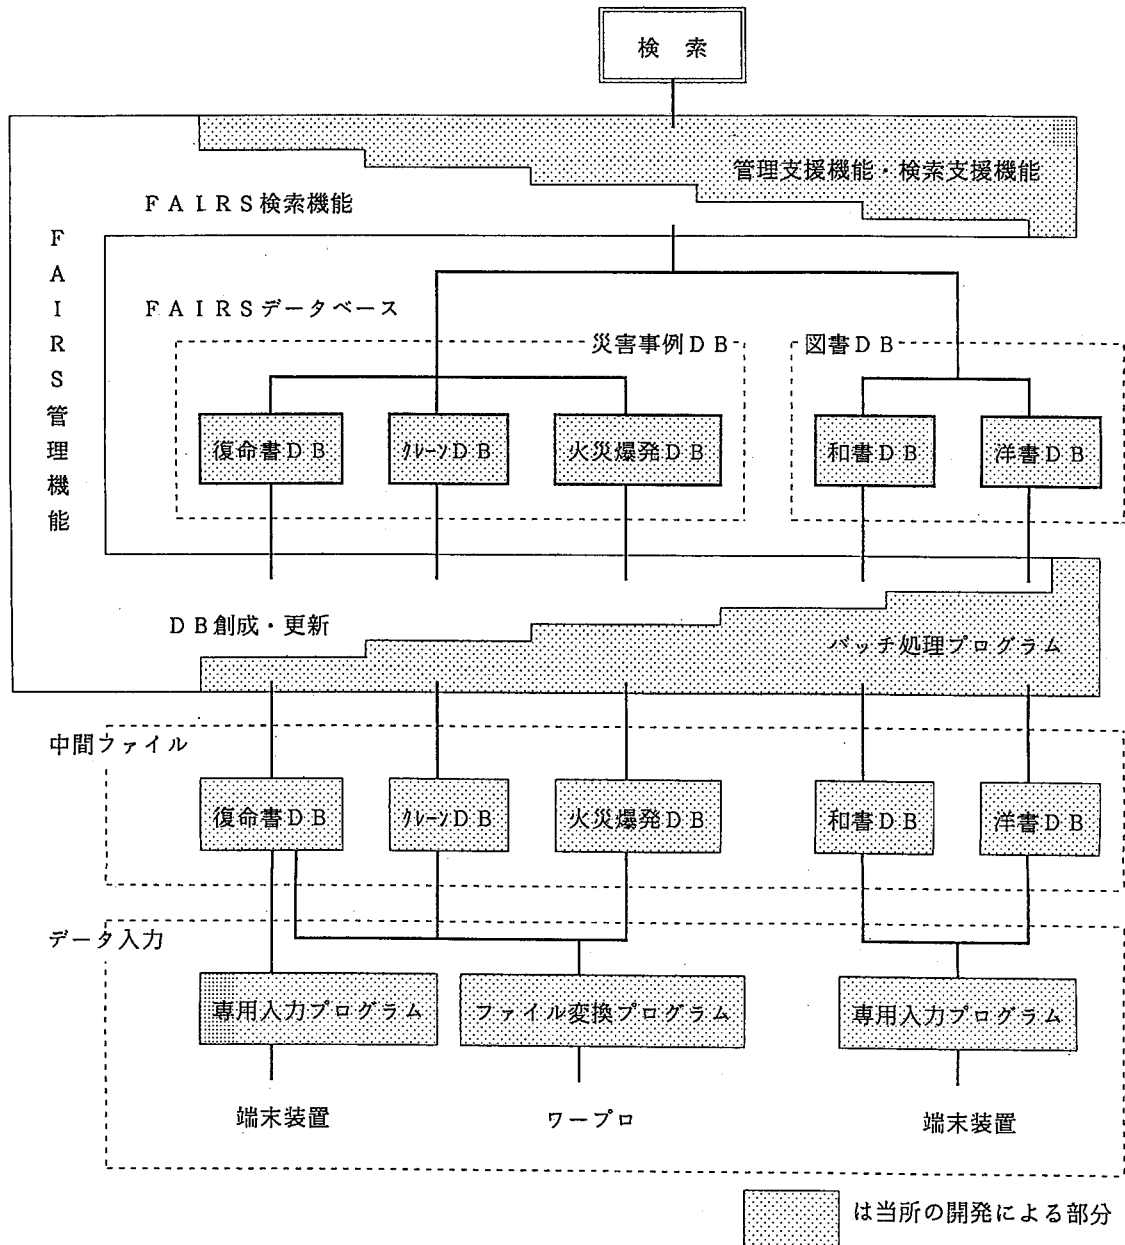 検 索
管理支援機能・検索支援機能
FAIRS検索機能
FAIRS管理機能
FAIRSデータベース
災害事例DB
図書DB
復命書DB
ｸﾚｰﾝDB
火災爆発DB
和書DB
洋書DB
DB創成・更新
バッチ処理プログラム
中間ファイル
復命書DB
ｸﾚｰﾝDB
火災爆発DB
和書DB
洋書DB
データ入力
専用入力プログラム
ファイル変換プログラム
専用入力プログラム
端末装置
ワープロ
端末装置
は当所の開発による部分